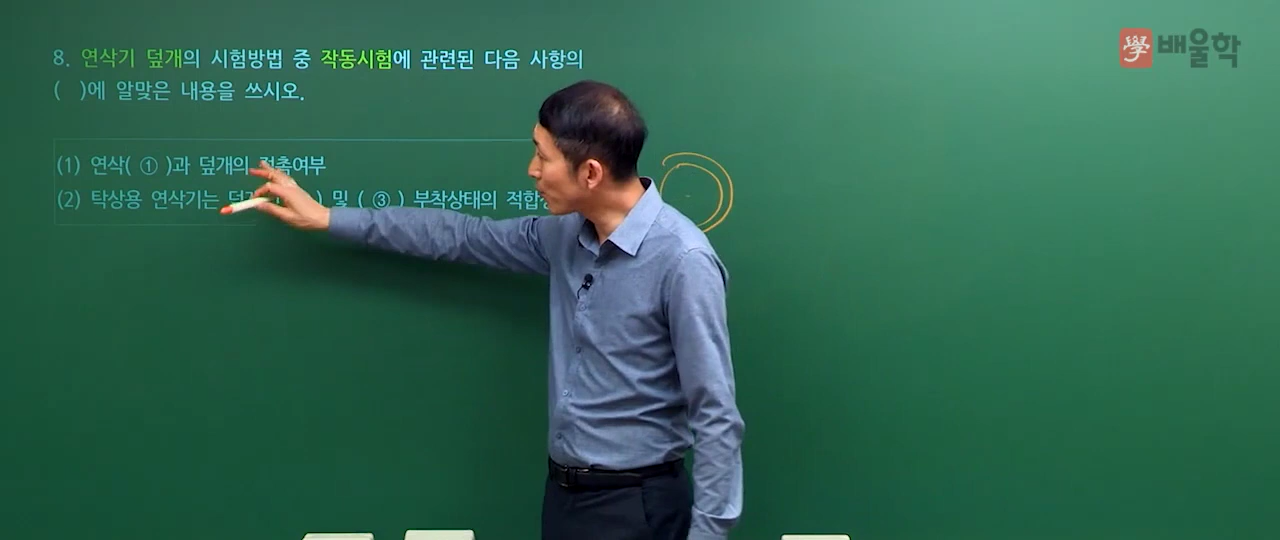 8. 연삭기 덮개의 시험방법 중 작동시험에 관련된 다음 사항의
( )에 알맞은 내용을 쓰시오.
(1) 연삭( ① )과 덮개의 접촉여부
(2) 탁상용 연삭기는 ) 및 ( ③ ) 부착상태의
學 배울학